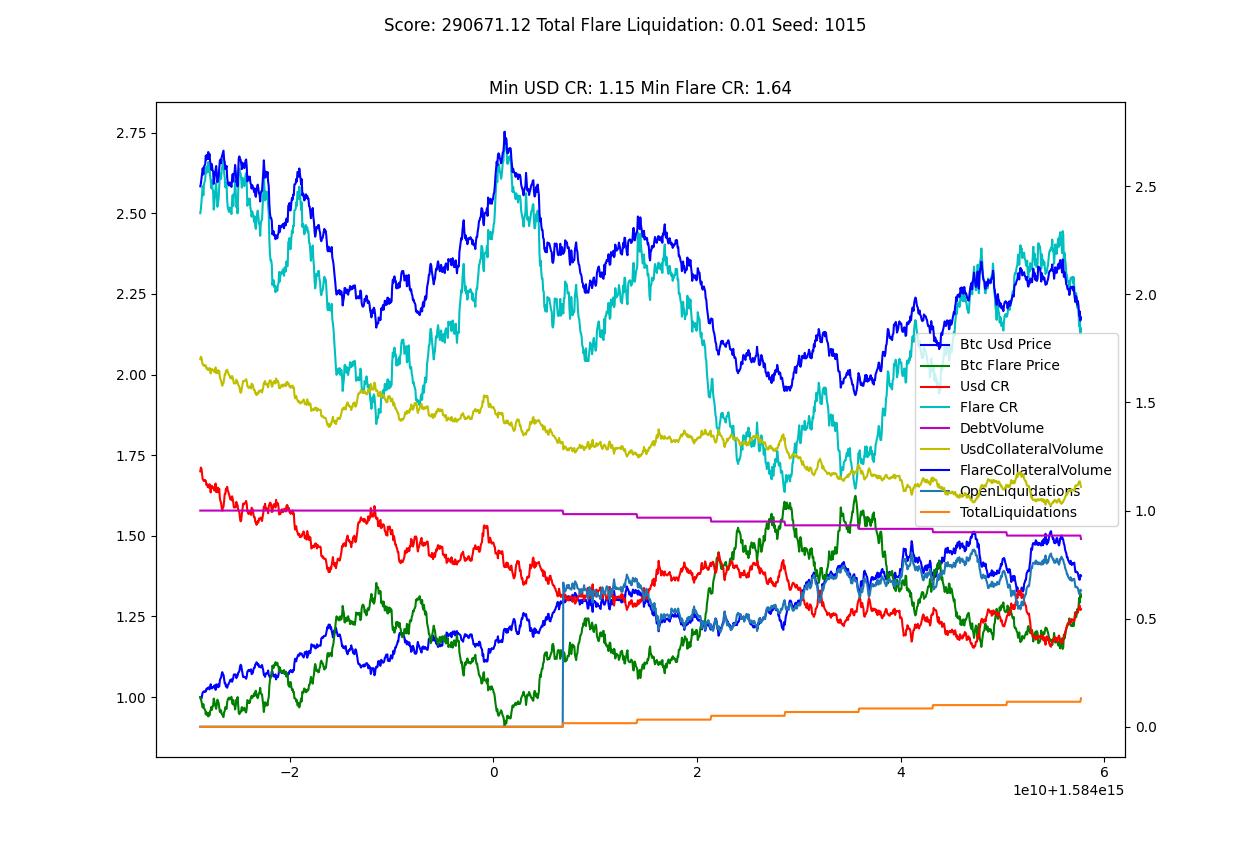 Score: 290671.12 Total Flare Liquidation: 0.01 Seed: 1015
Min USD CR: 1.15 Min Flare CR: 1.64
2.75
2.50
2.25
2.00
1.75
1.50
1.25
1.00
2.5
2.0
1.5
1.0
0.5
0.0
Btc Usd Price
Btc Flare Price
Usd CR
Flare CR
DebtVolume
UsdCollateralVolume
FlareCollateralVolume
OpenLiquidations
TotalLiquidations
−2
0
2
4
6
1e10+1.584e15